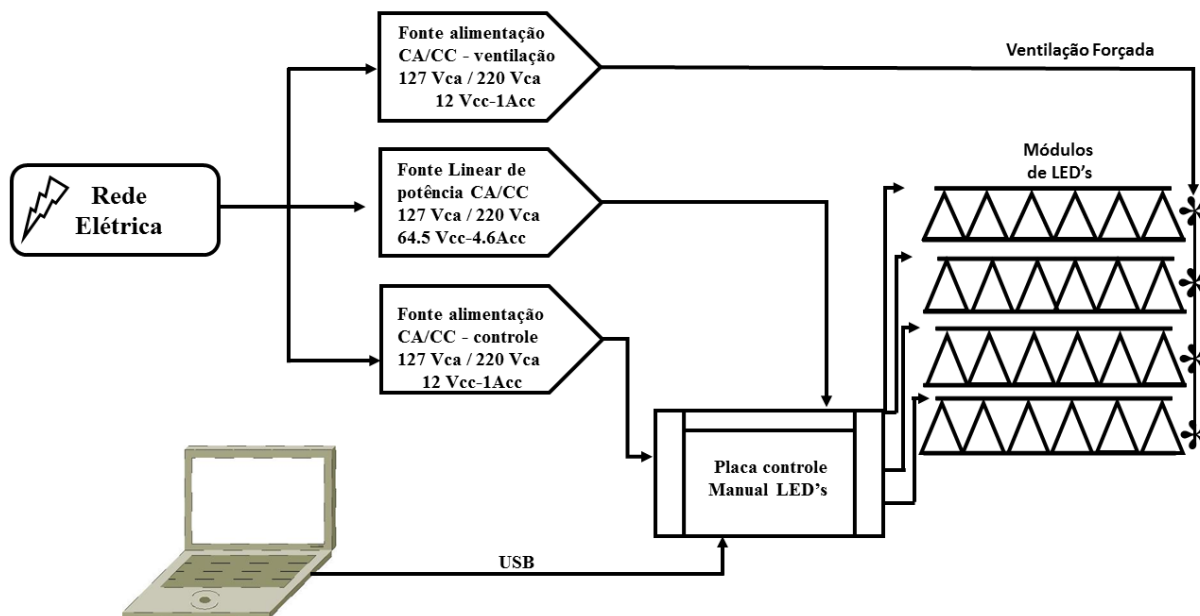 Fonte alimentação
CA/CC - ventilação
127 Vca / 220 Vca
12 Vcc-1Acc
Ventilação Forçada
Rede
Elétrica
Fonte Linear de
potência CA/CC
127 Vca / 220 Vca
64.5 Vcc-4.6Acc
Módulos
de LED's
Fonte alimentação
CA/CC - controle
127 Vca / 220 Vca
12 Vcc-1Acc
Placa controle
Manual LED's
USB